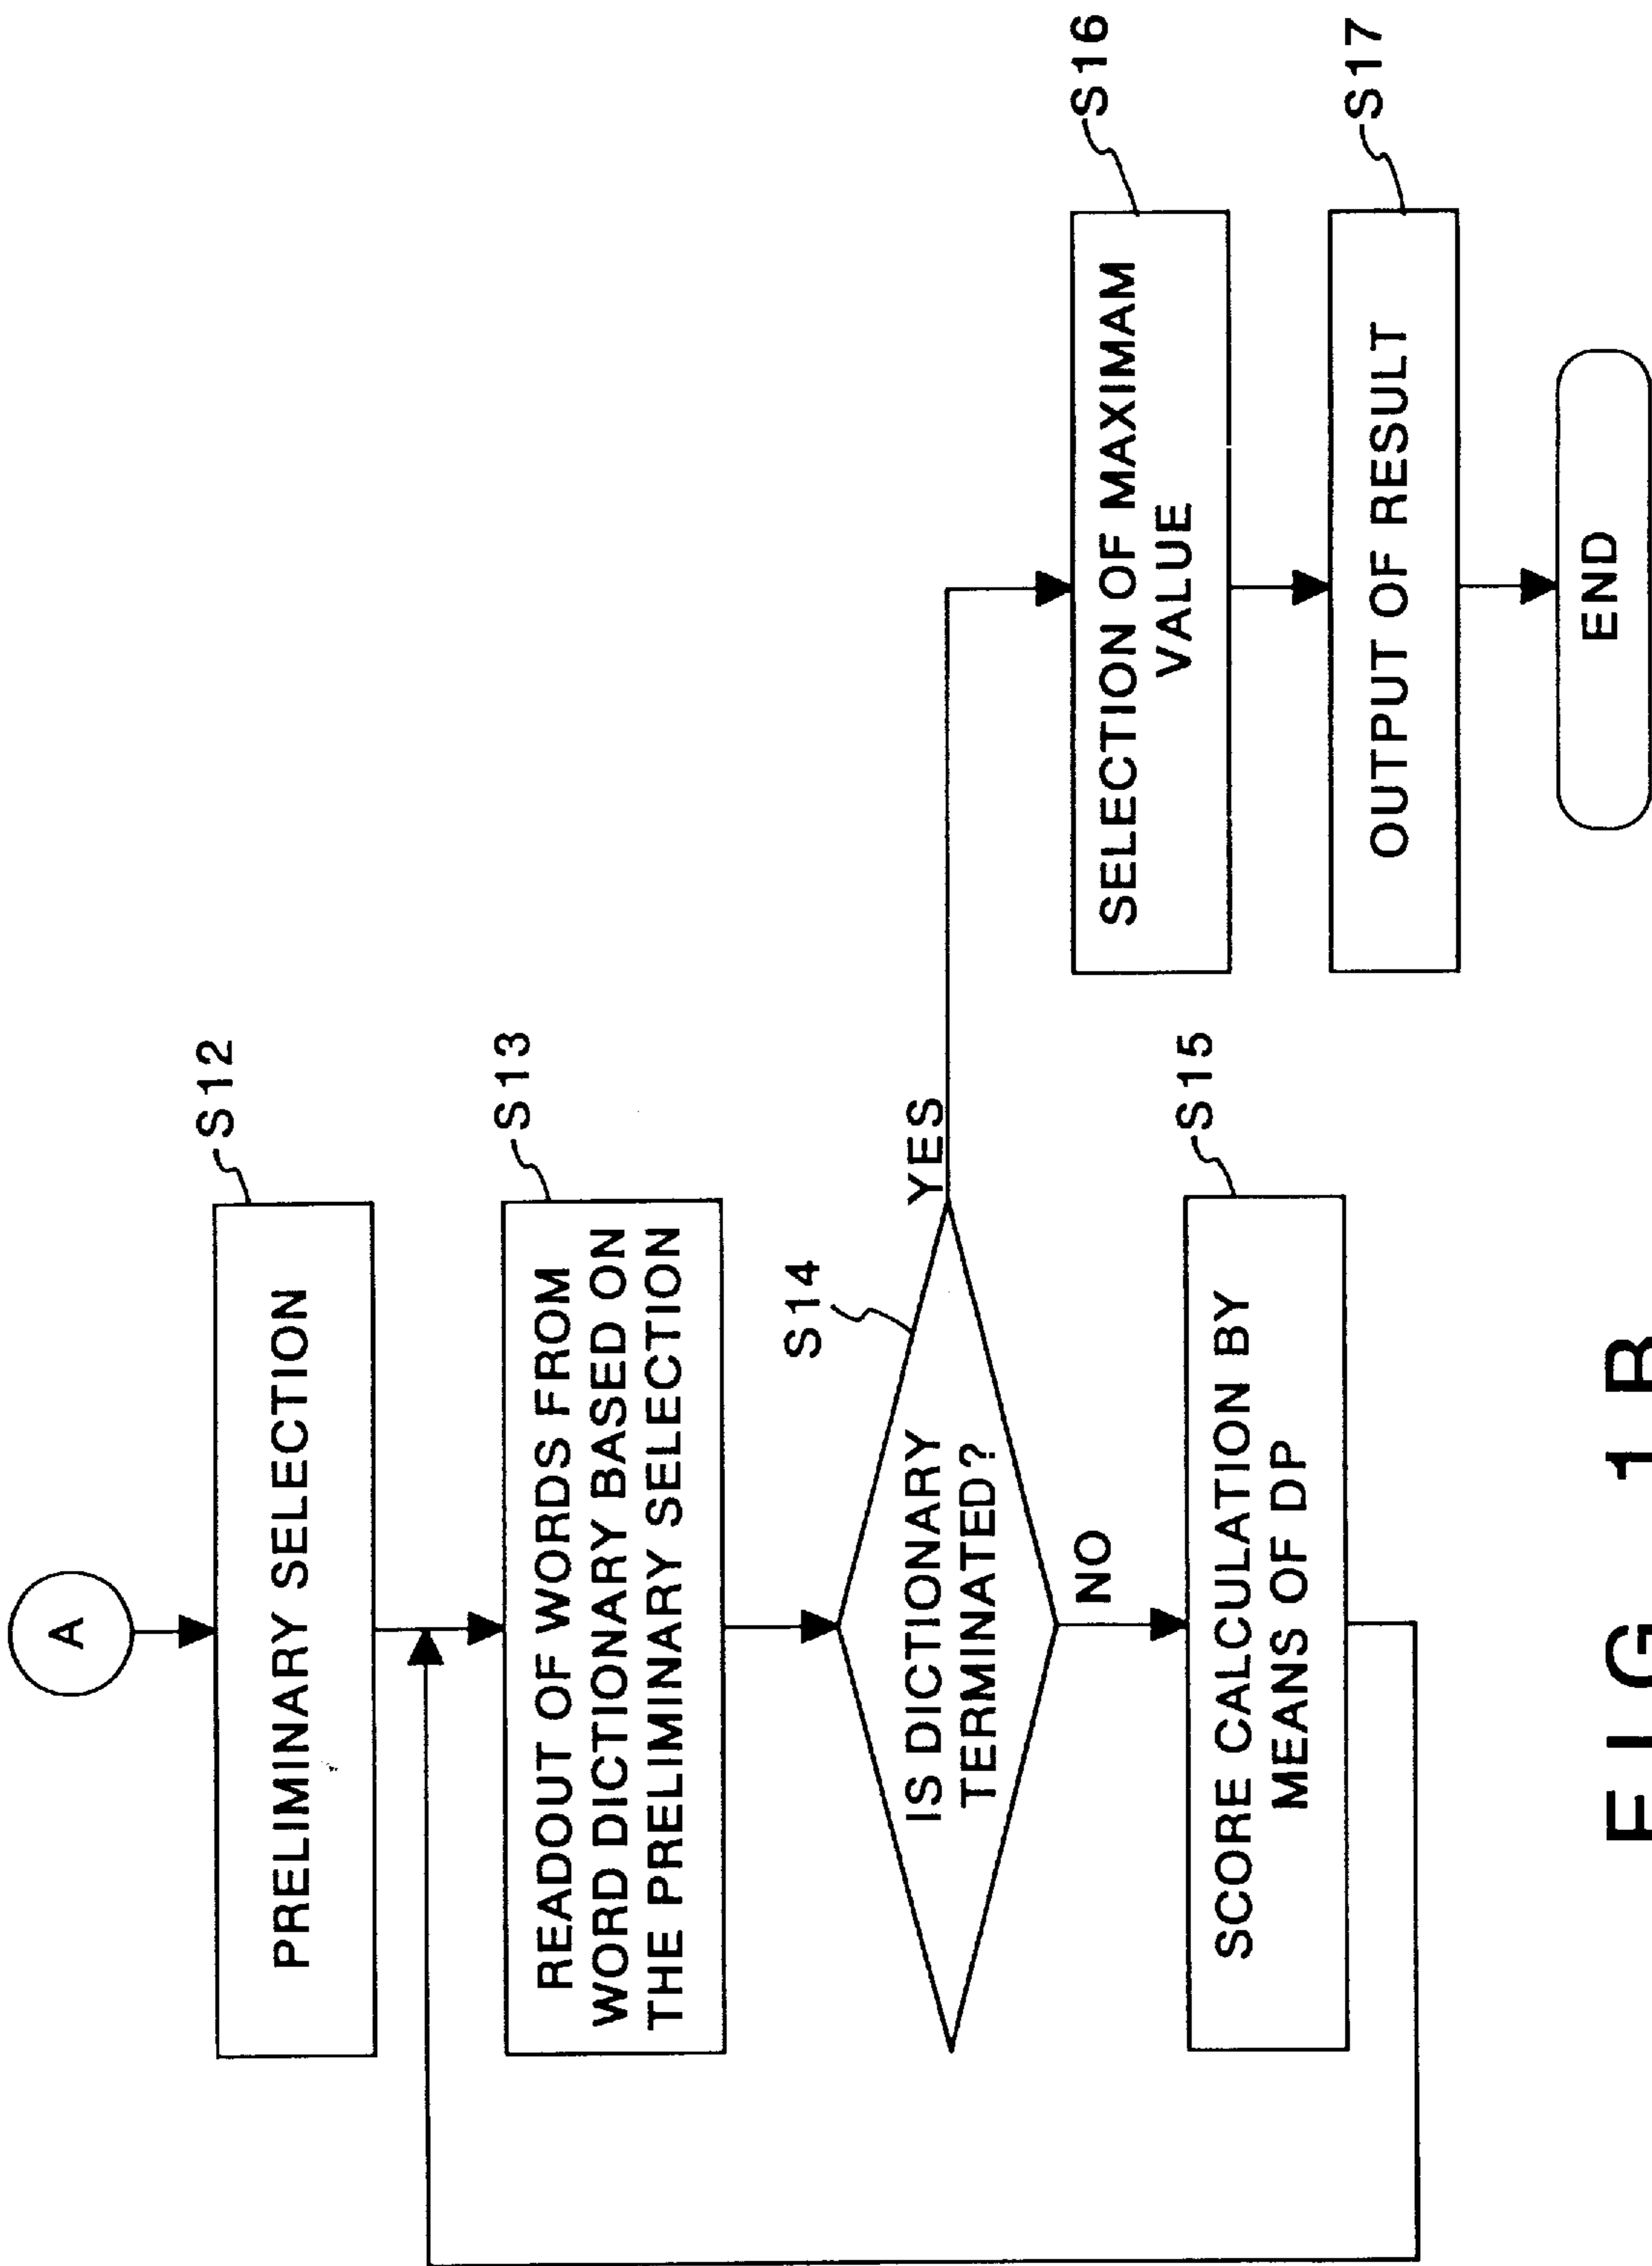 A
PRELIMINARY SELECTION
S12
READOUT OF WORDS FROM
WORD DICTIONARY BASED ON
THE PRELIMINARY SELECTION
S13
IS DICTIONARY
TERMINATED?
S14
YES
NO
SCORE CALCULATION BY
MEANS OF DP
S15
SELECTION OF MAXIMAM
VALUE
S16
OUTPUT OF RESULT
S17
END
FIG. 1B